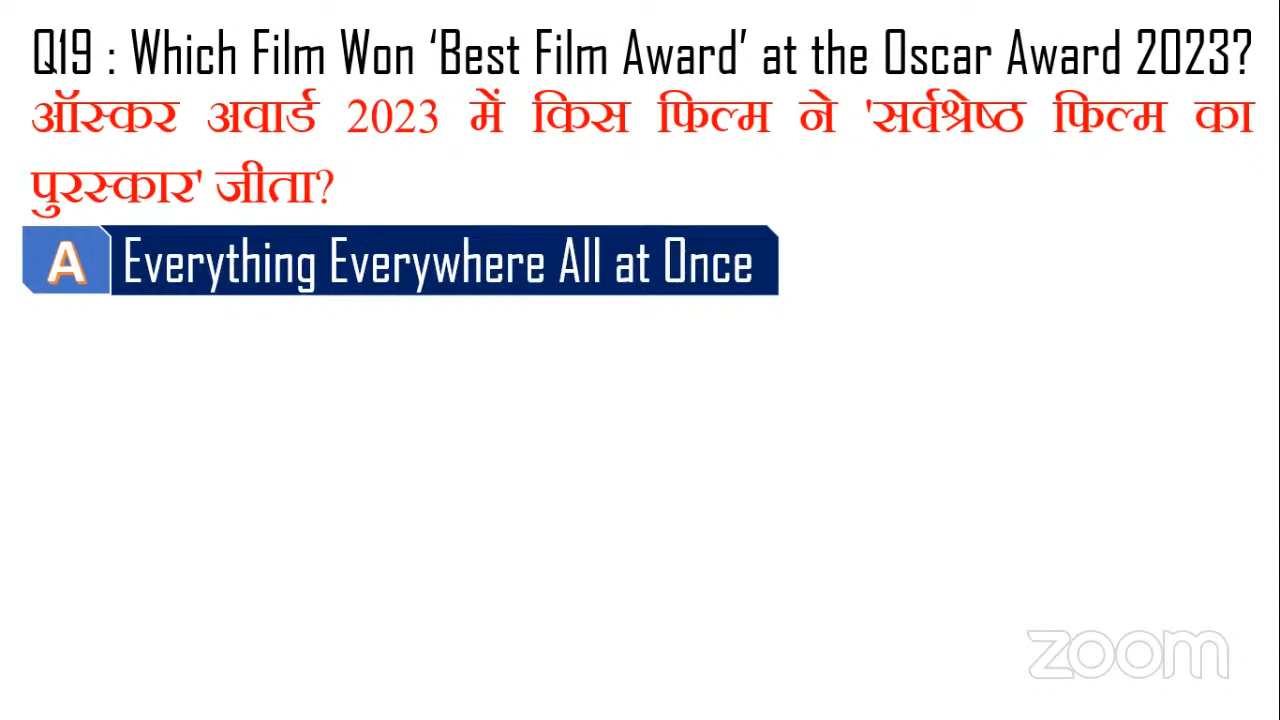 Q19 : Which Film Won ‘Best Film Award’ at the Oscar Award 2023?
ऑस्कर अवार्ड 2023 में किस फिल्म ने 'सर्वश्रेष्ठ फिल्म का
पुरस्कार' जीता?
A Everything Everywhere All at Once
zoom